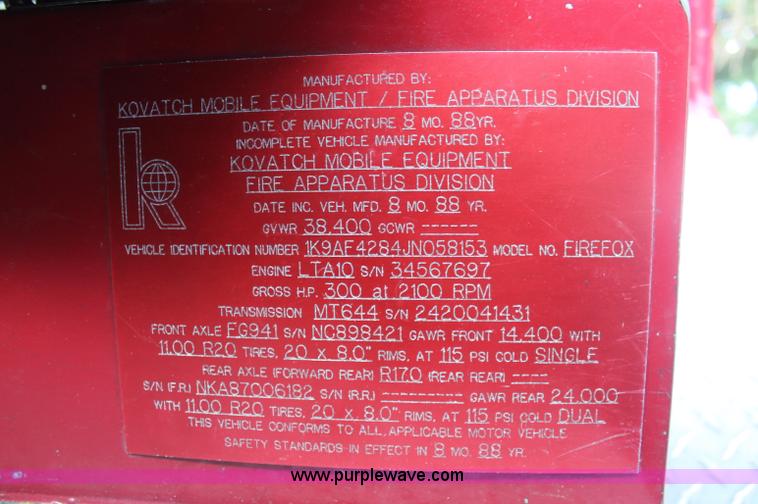 MANUFACTURED BY:
KOVATCH MOBILE EQUIPMENT / FIRE APPARATUS DIVISION
DATE OF MANUFACTURE 8 MO. 88 YR.
INCOMPLETE VEHICLE MANUFACTURED BY:
KOVATCH MOBILE EQUIPMENT
FIRE APPARATUS DIVISION
DATE INC. VEH. MFD. 8 MO. 88 YR.
GVWR 38,400 GCWR ------
VEHICLE IDENTIFICATION NUMBER 1K9AF4284JN058153 MODEL NO. FIREFOX
ENGINE LTA10 S/N 34567697
GROSS H.P. 300 at 2100 RPM
TRANSMISSION MT644 S/N 2420041431
FRONT AXLE FG941 S/N NC898421 GAWR FRONT 14,400 WITH
11.00 R20 TIRES, 20 x 8.0" RIMS, AT 115 PSI COLD SINGLE
REAR AXLE (FORWARD REAR) R170 (REAR REAR) ----
S/N (F.R.) NKA87006182 S/N (R.R.) --------- GAWR REAR 24,000
WITH 11.00 R20 TIRES, 20 x 8.0" RIMS, AT 115 PSI COLD DUAL
THIS VEHICLE CONFORMS TO ALL APPLICABLE MOTOR VEHICLE
SAFETY STANDARDS IN EFFECT IN 8 MO. 88 YR.
k
www.purplewave.com